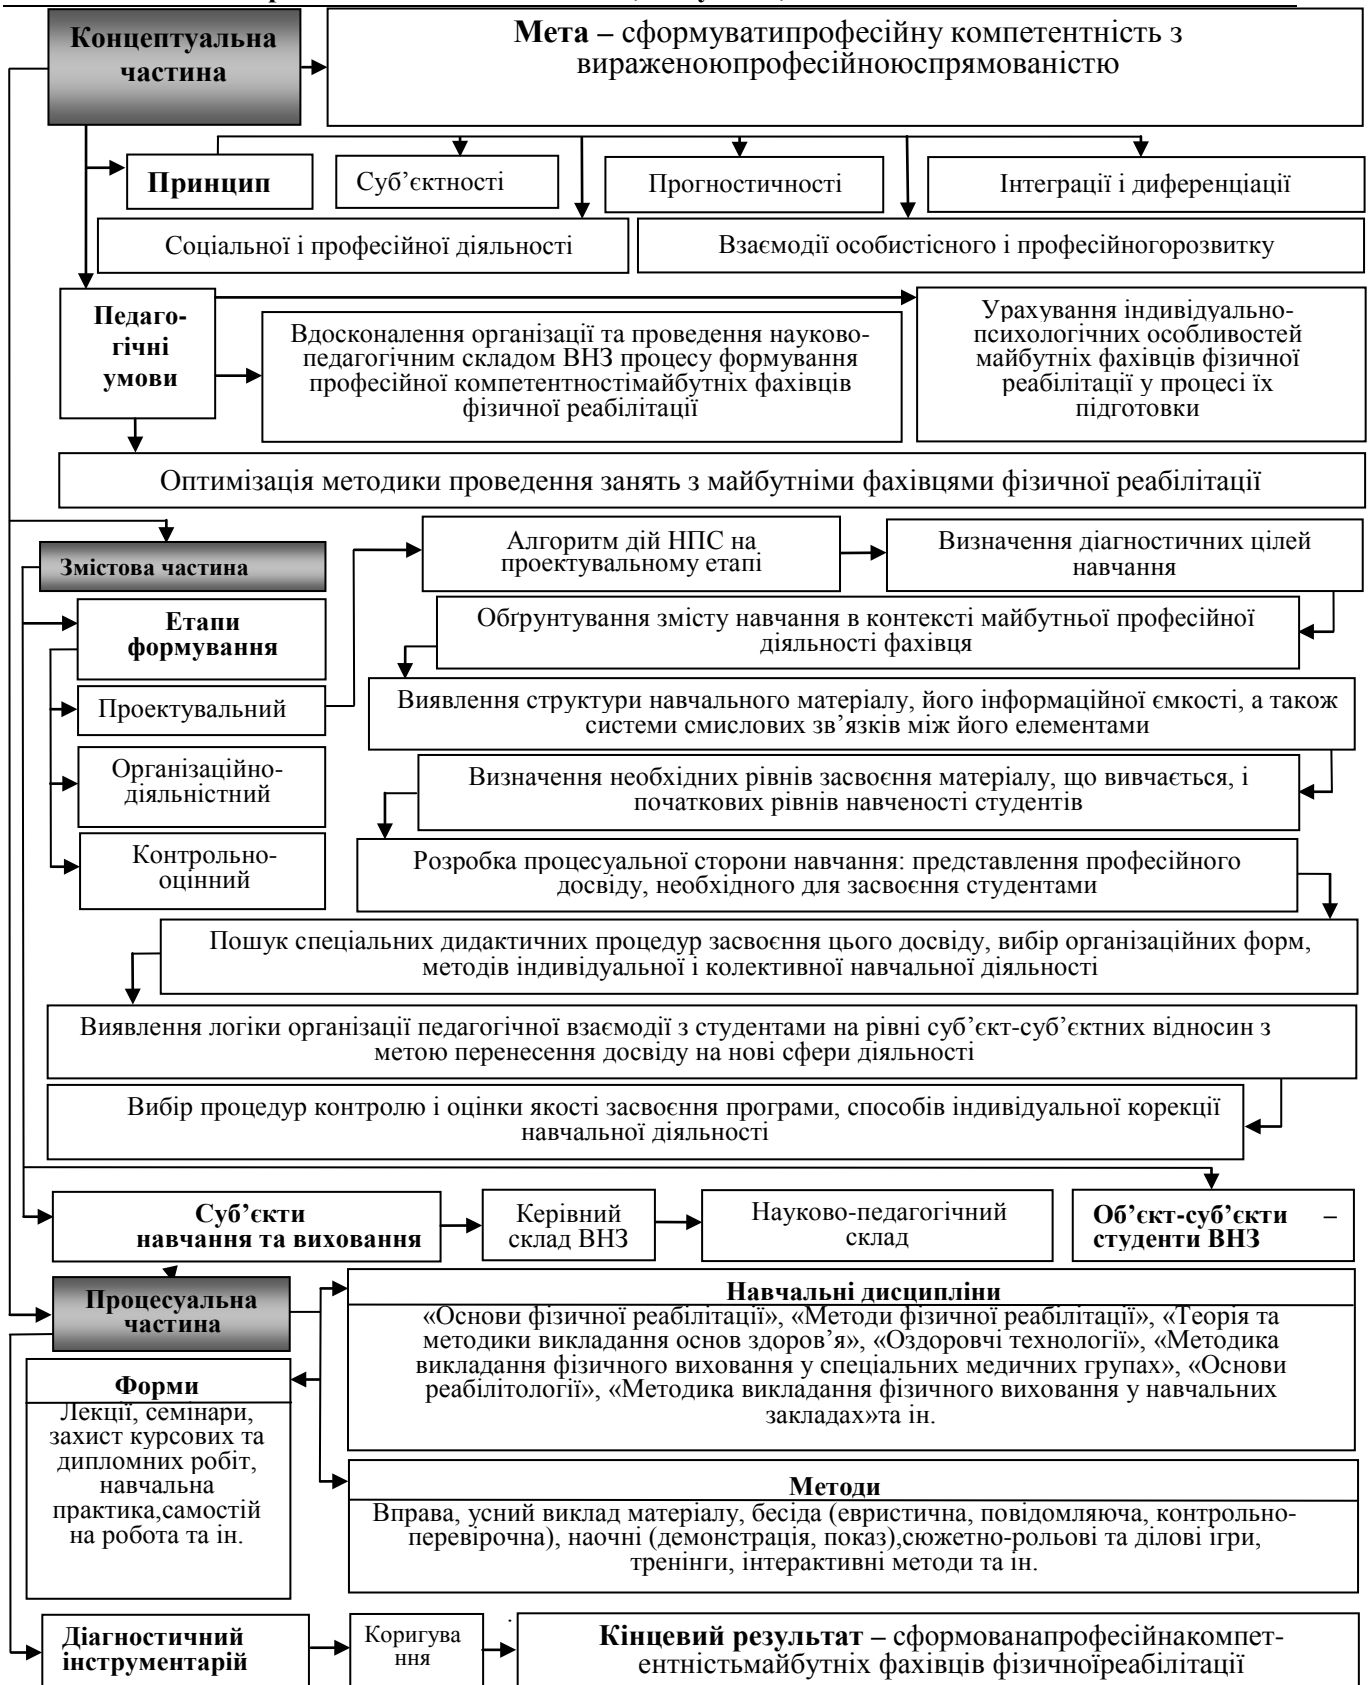 Концептуальна
частина
Мета – сформуватипрофесійну компетентність з
вираженоюпрофесійноюспрямованістю
Принцип
Суб’єктності
Прогностичності
Інтеграції і диференціації
Соціальної і професійної діяльності
Взаємодії особистісного і професійногорозвитку
Педаго-
гічні
умови
Вдосконалення організації та проведення науково-
педагогічним складом ВНЗ процесу формування
професійної компетентностімайбутніх фахівців
фізичної реабілітації
Урахування індивідуально-
психологічних особливостей
майбутніх фахівців фізичної
реабілітації у процесі їх
підготовки
Оптимізація методики проведення занять з майбутніми фахівцями фізичної реабілітації
Змістова частина
Алгоритм дій НПС на
проектувальному етапі
Визначення діагностичних цілей
навчання
Етапи
формування
Обґрунтування змісту навчання в контексті майбутньої професійної
діяльності фахівця
Проектувальний
Виявлення структури навчального матеріалу, його інформаційної ємкості, а також
системи смислових зв’язків між його елементами
Організаційно-
діяльністний
Визначення необхідних рівнів засвоєння матеріалу, що вивчається, і
початкових рівнів навченості студентів
Контрольно-
оцінний
Розробка процесуальної сторони навчання: представлення професійного
досвіду, необхідного для засвоєння студентами
Пошук спеціальних дидактичних процедур засвоєння цього досвіду, вибір організаційних форм,
методів індивідуальної і колективної навчальної діяльності
Виявлення логіки організації педагогічної взаємодії з студентами на рівні суб’єкт-суб’єктних відносин з
метою перенесення досвіду на нові сфери діяльності
Вибір процедур контролю і оцінки якості засвоєння програми, способів індивідуальної корекції
навчальної діяльності
Суб’єкти
навчання та виховання
Керівний
склад ВНЗ
Науково-педагогічний
склад
Об’єкт-суб’єкти –
студенти ВНЗ
Процесуальна
частина
Навчальні дисципліни
«Основи фізичної реабілітації», «Методи фізичної реабілітації», «Теорія та
методики викладання основ здоров’я», «Оздоровчі технології», «Методика
викладання фізичного виховання у спеціальних медичних групах», «Основи
реабілітології», «Методика викладання фізичного виховання у навчальних
закладах»та ін.
Форми
Лекції, семінари,
захист курсових та
дипломних робіт,
навчальна
практика,самостій
на робота та ін.
Методи
Вправа, усний виклад матеріалу, бесіда (евристична, повідомляюча, контрольно-
перевірочна), наочні (демонстрація, показ),сюжетно-рольові та ділові ігри,
тренінги, інтерактивні методи та ін.
Діагностичний
інструментарій
Коригува
ння
Кінцевий результат – сформованапрофесійнакомпет-
ентністьмайбутніх фахівців фізичноїреабілітації